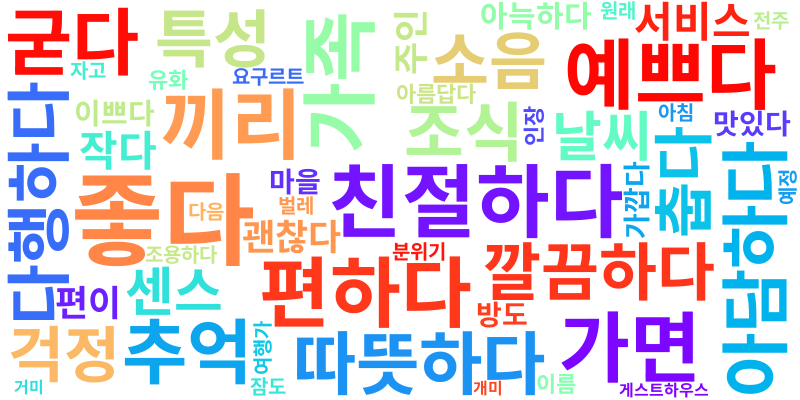 굳다
특성
가족
주인
아늑하다
원래
서비스
전주
자고
유화
요구르트
소음
예쁘다
이쁘다
끼리
아름답다
조식
인장
날씨
아침
맛있다
작다
다행하다
좋다
다음
마을
벌레
괜찮다
친절하다
가깝다
춥다
아담하다
예정
조용하다
분위기
편이
센스
편하다
깔끔하다
방도
걱정
추억
여행가
따뜻하다
가면
거미
잠도
개미
이름
게스트하우스